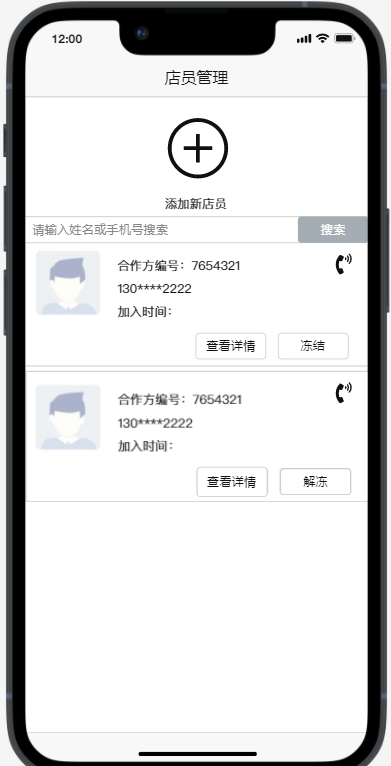 12:00
店员管理
添加新店员
请输入姓名或手机号搜索
搜索
合作方编号：7654321
130****2222
加入时间：
查看详情
冻结
合作方编号：7654321
130****2222
加入时间：
查看详情
解冻